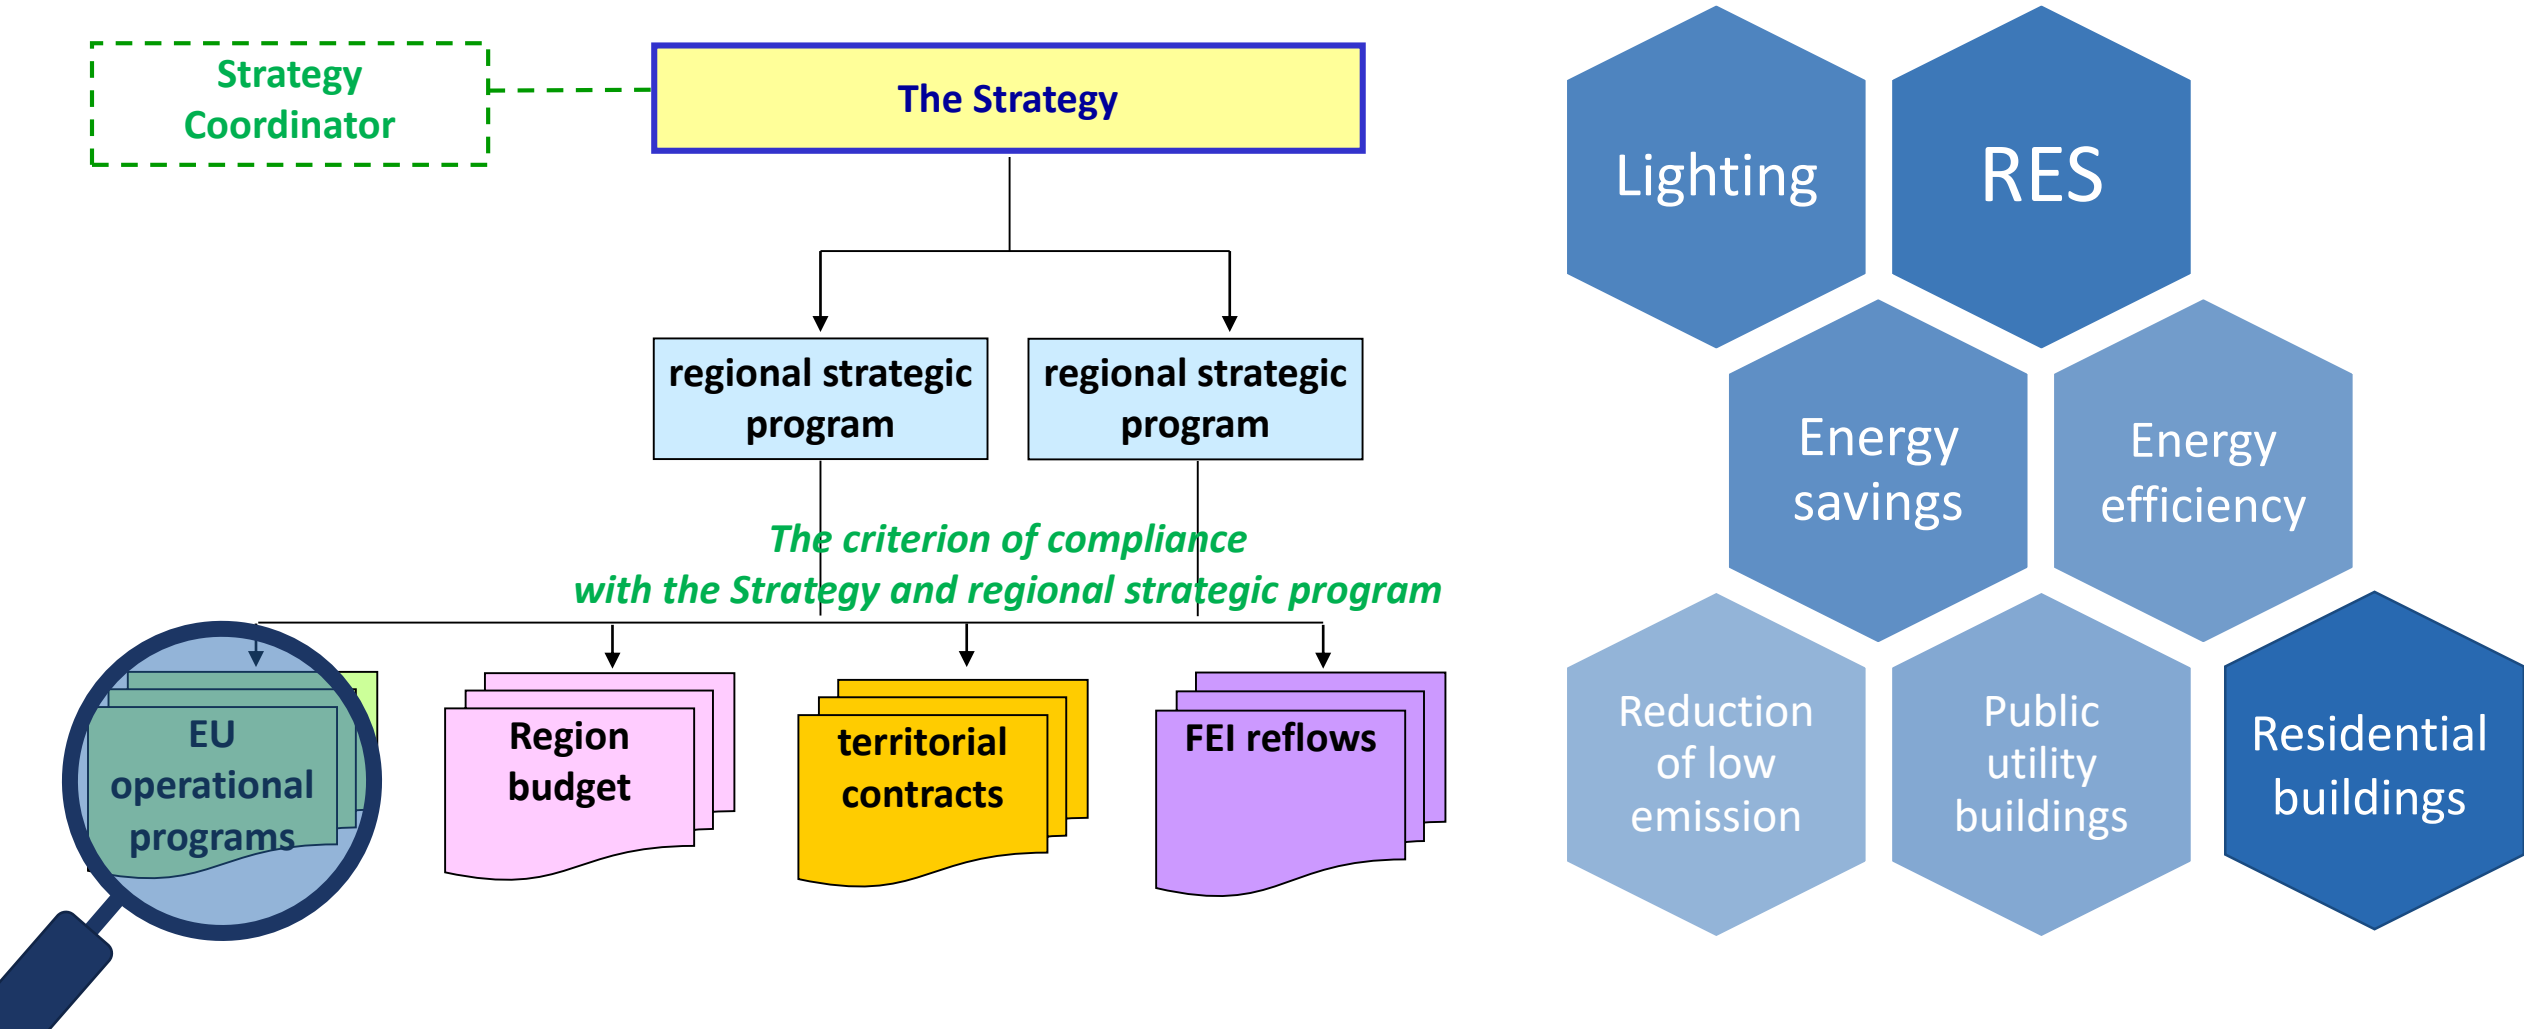 Strategy
Coordinator
The Strategy
regional strategic
program
regional strategic
program
The criterion of compliance
with the Strategy and regional strategic program
EU
operational
programs
Region
budget
territorial
contracts
FEI reflows
Lighting
RES
Energy
savings
Energy
efficiency
Reduction
of low
emission
Public
utility
buildings
Residential
buildings